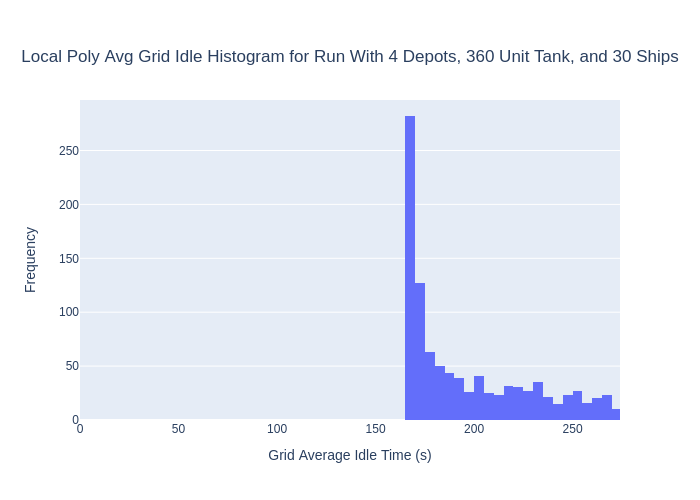 Local Poly Avg Grid Idle Histogram for Run With 4 Depots, 360 Unit Tank, and 30 Ships
250
200
150
100
50
0
Frequency
0 50 100 150 200 250
Grid Average Idle Time (s)